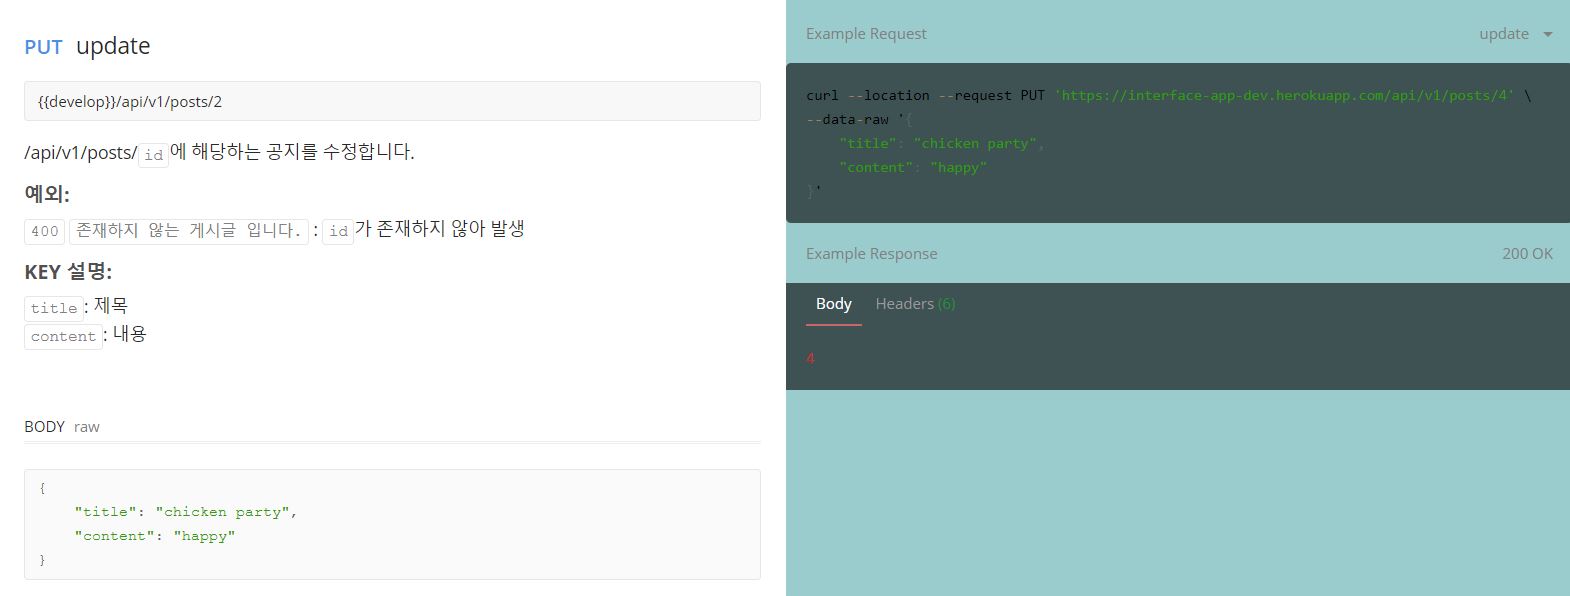 PUT update
{{develop}}/api/v1/posts/2
/api/v1/posts/ id 에 해당하는 공지를 수정합니다.
예외:
400 존재하지 않는 게시글 입니다. : id 가 존재하지 않아 발생
KEY 설명:
title : 제목
content : 내용
BODY raw
{
"title": "chicken party",
"content": "happy"
}
Example Request update
curl --location --request PUT 'https://interface-app-dev.herokuapp.com/api/v1/posts/4' \
--data-raw '{
"title": "chicken party",
"content": "happy"
}'
Example Response 200 OK
Body Headers (6)
4